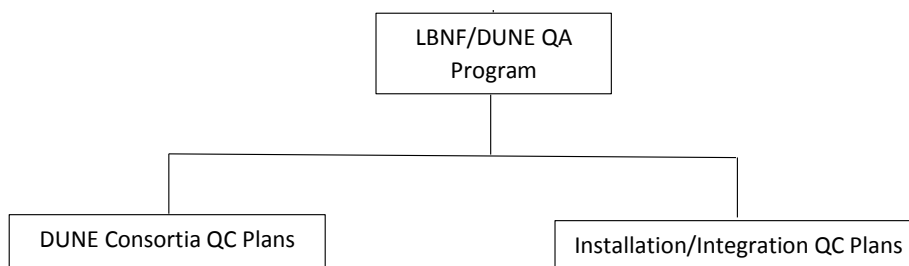 LBNF/DUNE QA
Program
DUNE Consortia QC Plans
Installation/Integration QC Plans